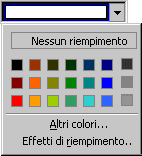 Nessun riempimento
Altri colori...
Effetti di riempimento..